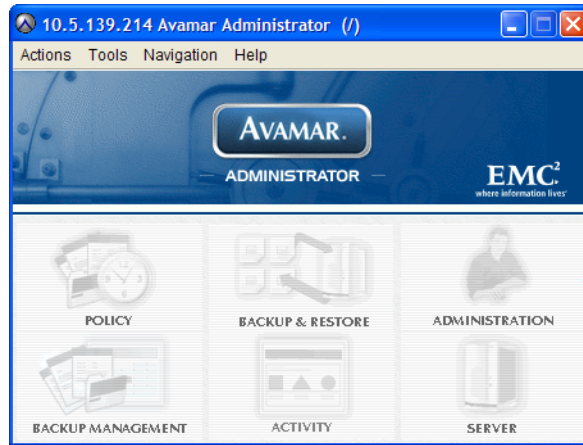 10.5.139.214 Avamar Administrator (/)
Actions Tools Navigation Help
AVAMAR.
ADMINISTRATOR
EMC²
where information lives®
POLICY
BACKUP & RESTORE
ADMINISTRATION
BACKUP MANAGEMENT
ACTIVITY
SERVER